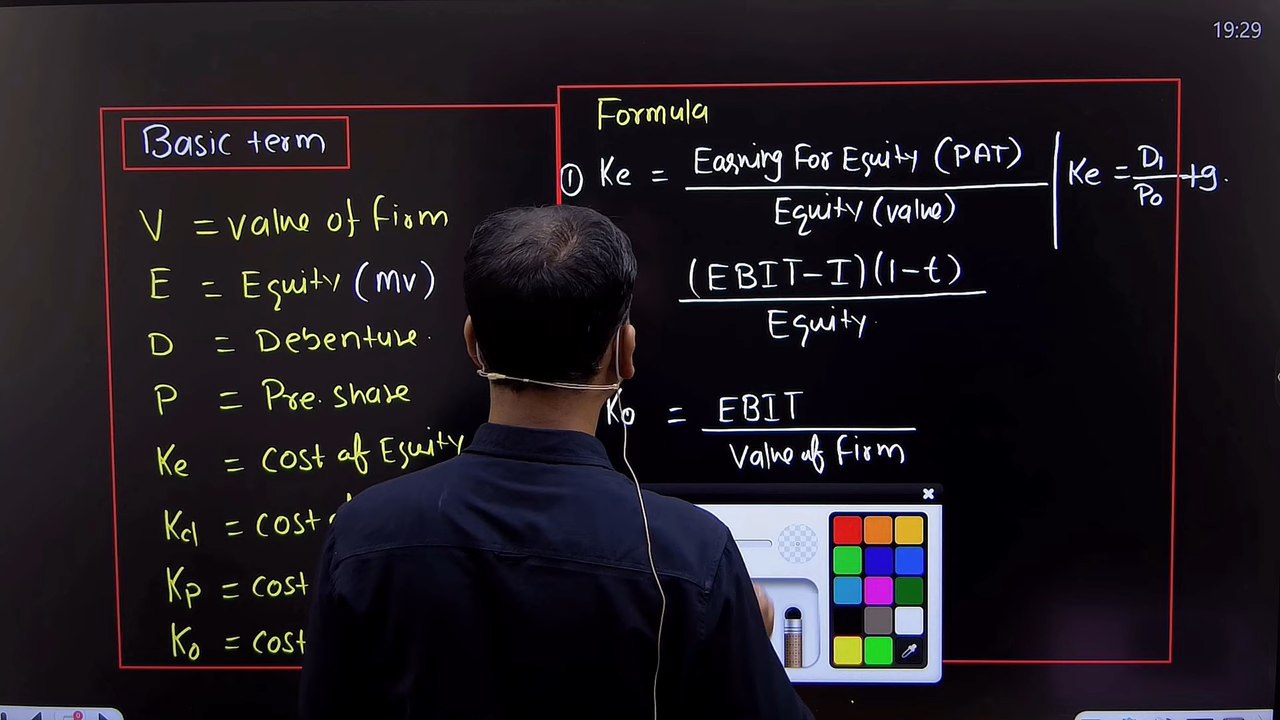 19:29
Basic term
V = value of firm
E = Equity (mv)
D = Debenture.
P = Pre. share
Ke = cost of Equity
Kd = cost
Kp = cost
Ko = cost
Formula
① Ke = Earning For Equity (PAT)
Equity (value)
Ke = D1 + g.
P0
(EBIT-I)(1-t)
Equity.
Ko = EBIT
Value of Firm